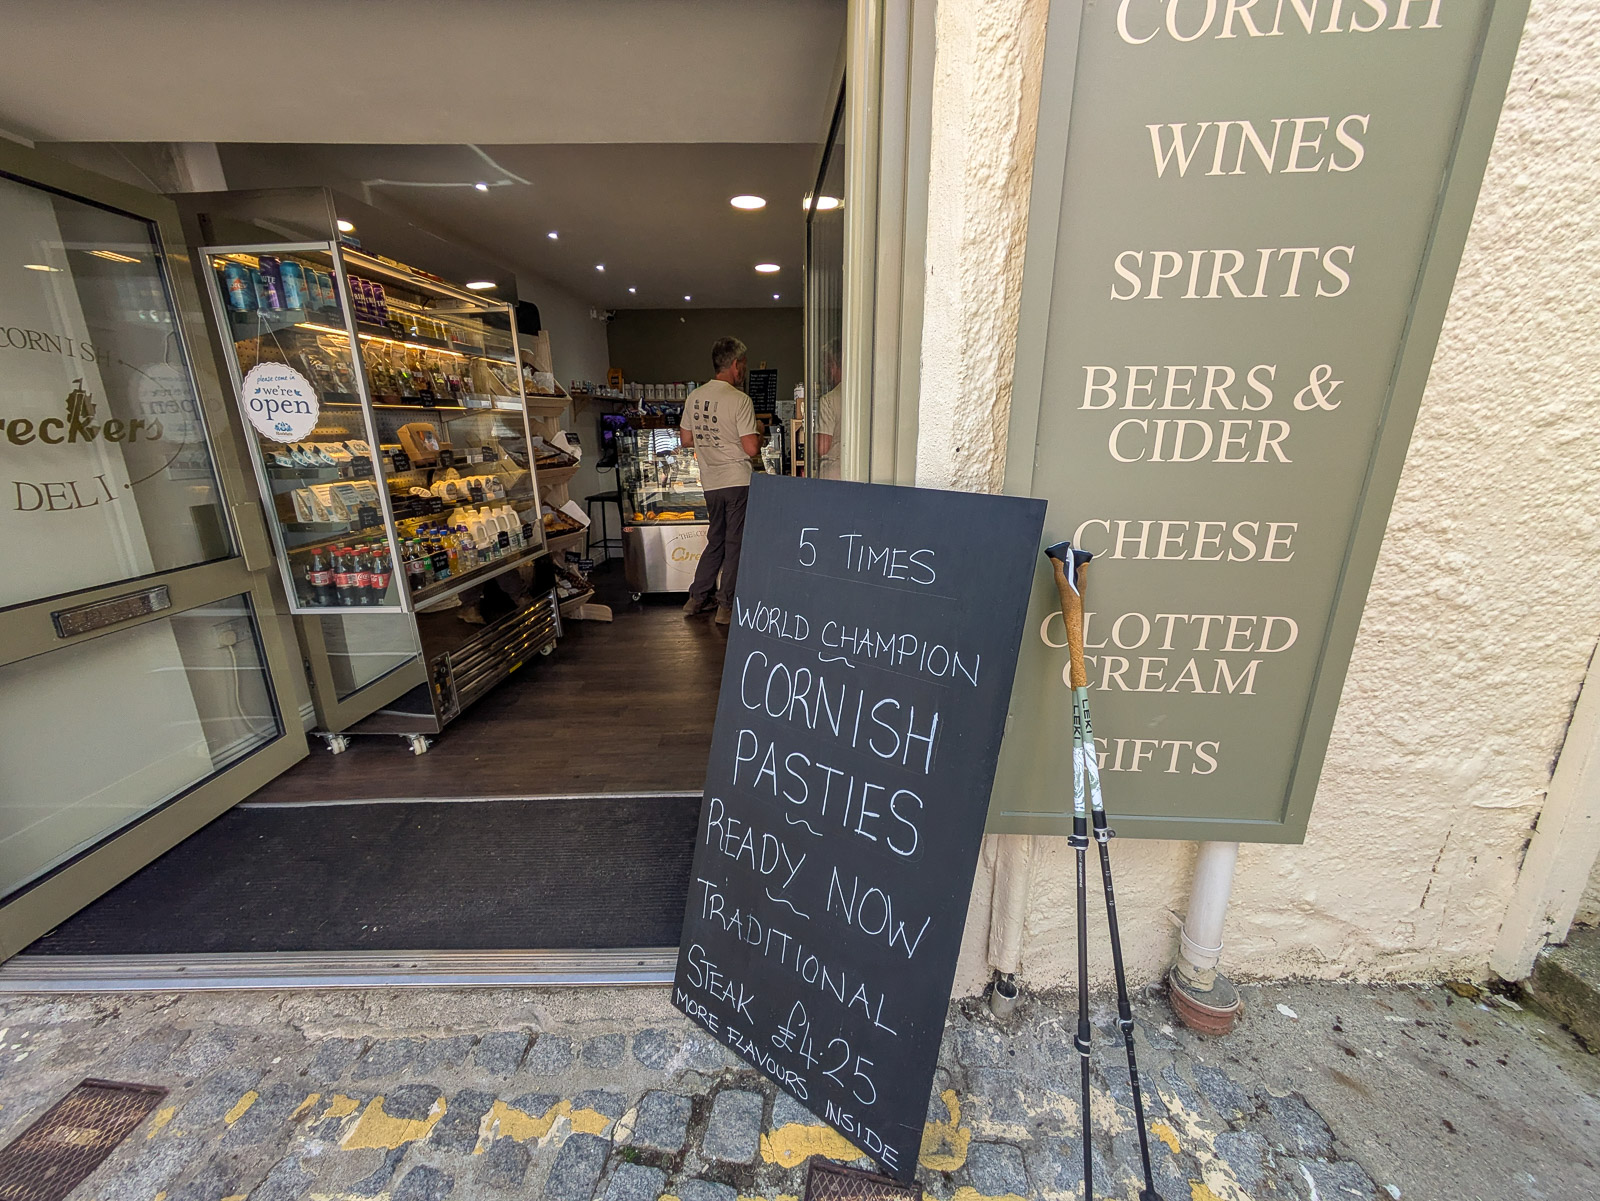 CORNISH
WINES
SPIRITS
BEERS &
CIDER
CHEESE
CLOTTED
CREAM
GIFTS
5 TIMES
WORLD CHAMPION
CORNISH
PASTIES
READY NOW
TRADITIONAL
STEAK £4.25
MORE FLAVOURS INSIDE
please come in
we're
open
CORNISH
DELI
LEKI
LEKI